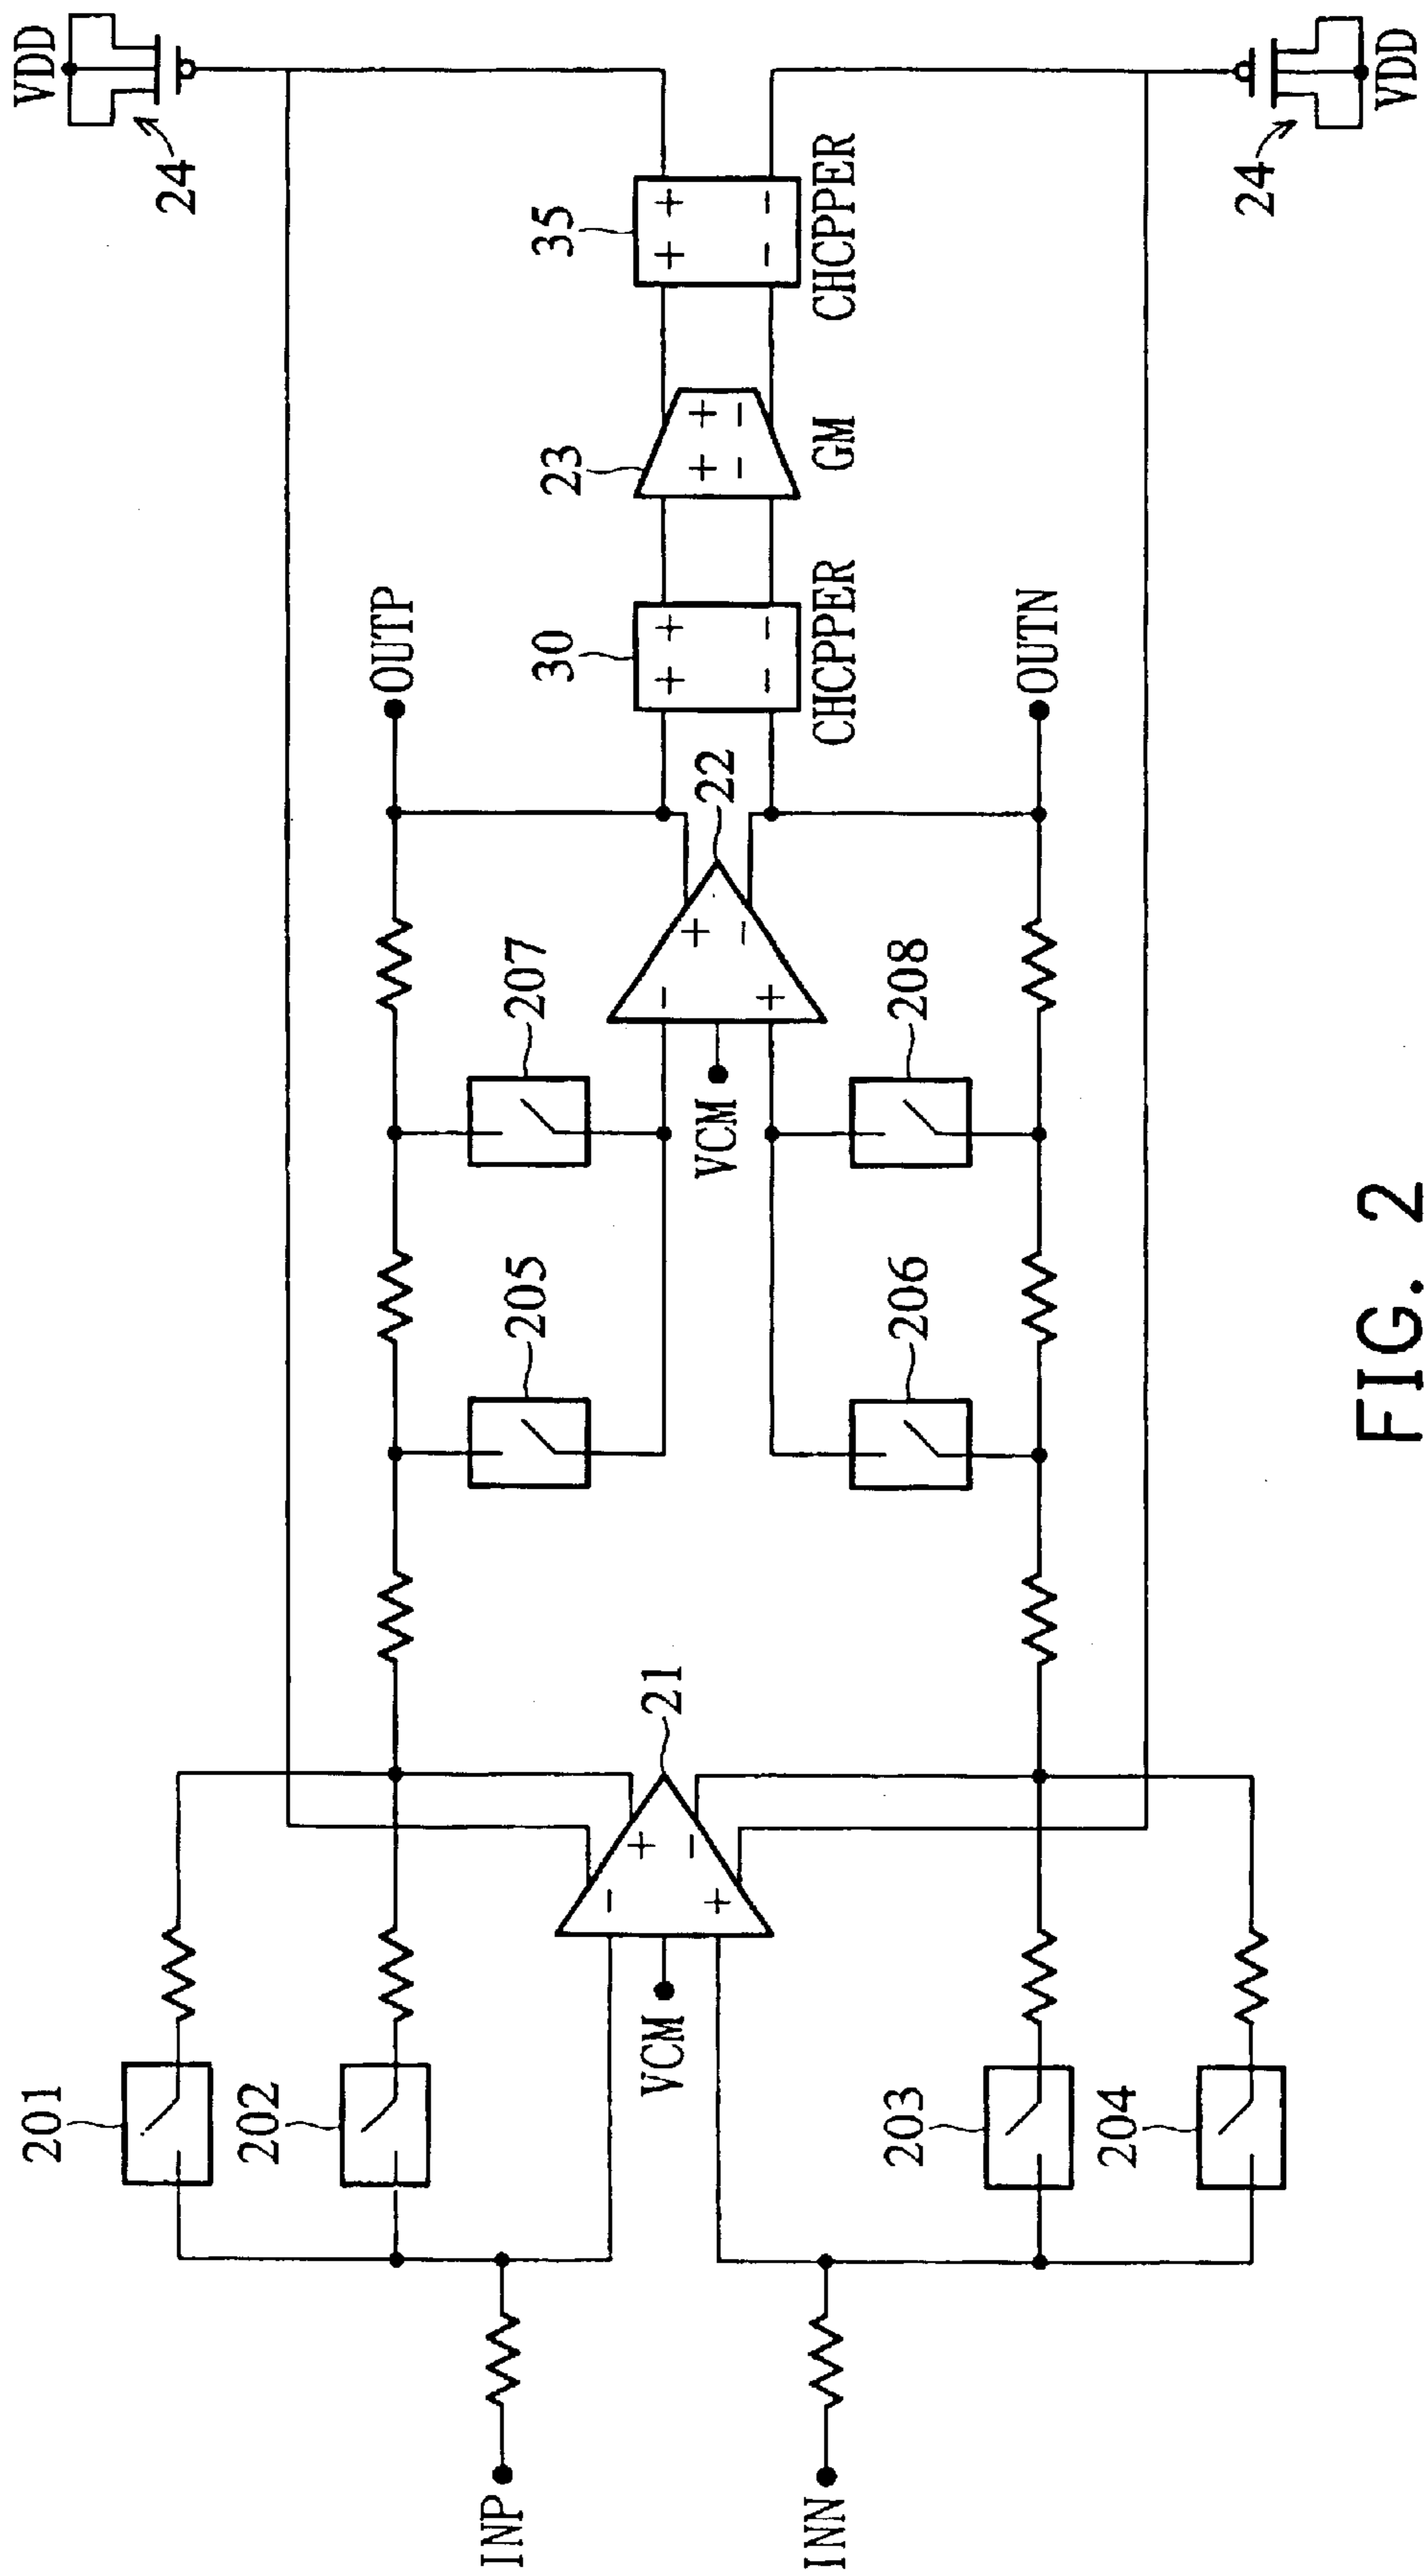 VDD
24
35
CHCPPER
23
GM
30
CHCPPER
24
VDD
OUTP
OUTN
22
VCM
207
208
205
206
21
VCM
201
202
203
204
INP
INN
+ +
- -
+ +
- -
+ +
- -
- +
+ -
- +
+ -
FIG. 2